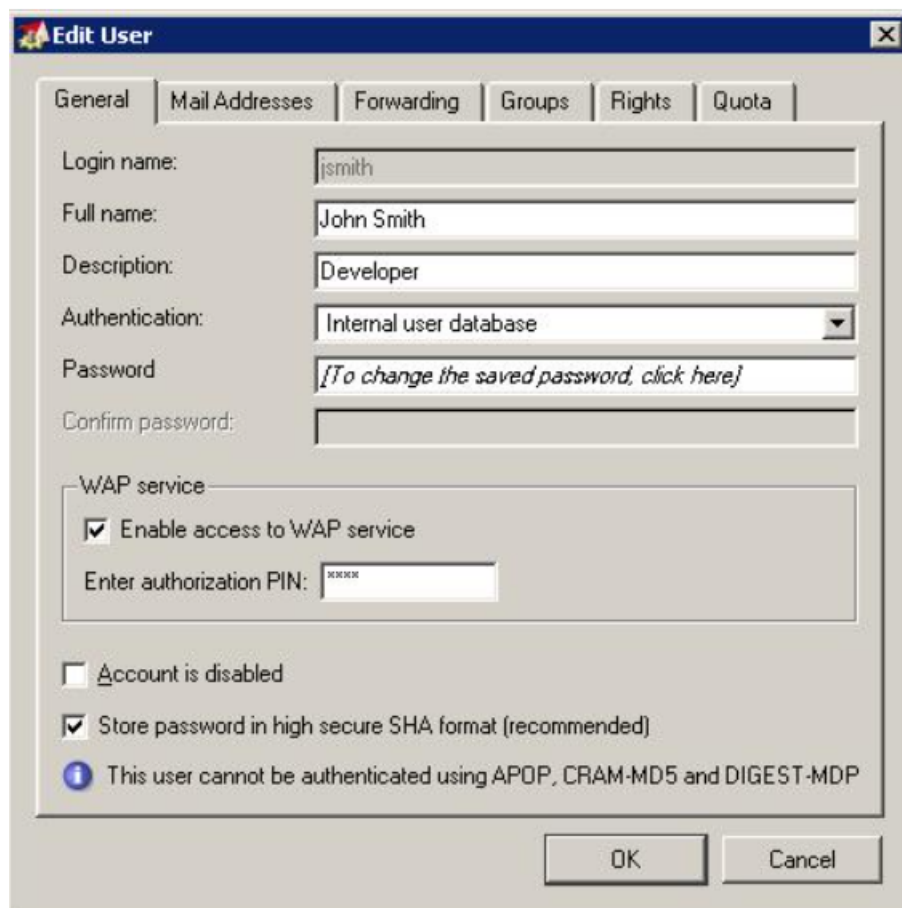 Edit User
General Mail Addresses Forwarding Groups Rights Quota
Login name: jsmith
Full name: John Smith
Description: Developer
Authentication: Internal user database
Password [To change the saved password, click here]
Confirm password:
WAP service
Enable access to WAP service
Enter authorization PIN: ××××
Account is disabled
Store password in high secure SHA format (recommended)
This user cannot be authenticated using APOP, CRAM-MD5 and DIGEST-MDP
OK Cancel